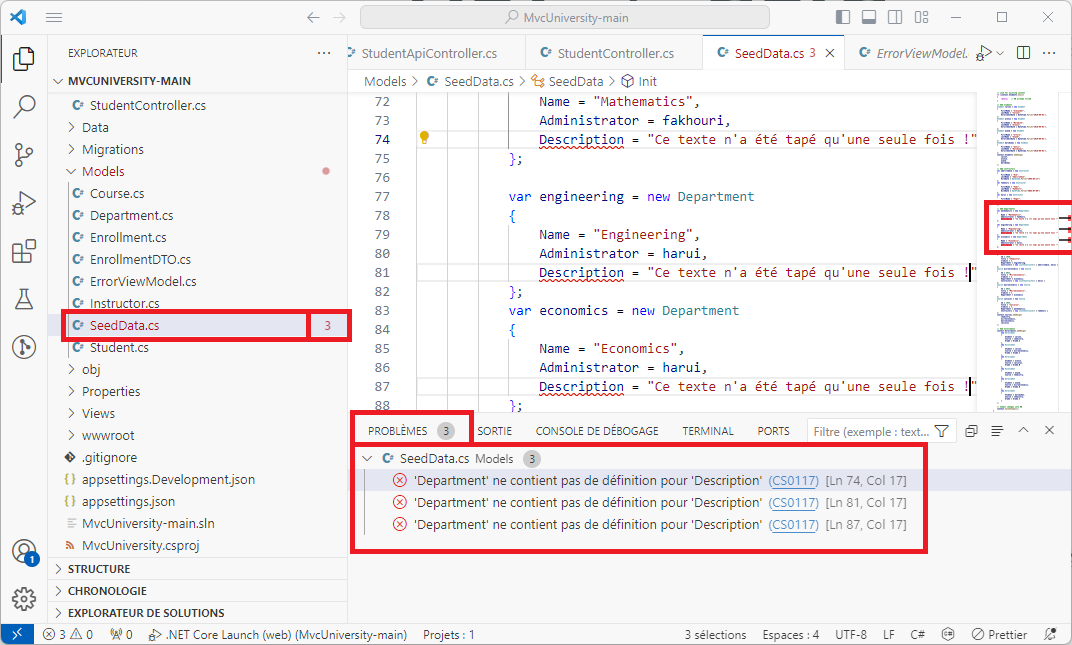 MvcUniversity-main
EXPLORATEUR
MVCUNIVERSITY-MAIN
StudentController.cs
Data
Migrations
Models
Course.cs
Department.cs
Enrollment.cs
EnrollmentDTO.cs
ErrorViewModel.cs
Instructor.cs
SeedData.cs 3
Student.cs
obj
Properties
Views
wwwroot
.gitignore
appsettings.Development.json
appsettings.json
MvcUniversity-main.sln
MvcUniversity.csproj
STRUCTURE
CHRONOLOGIE
EXPLORATEUR DE SOLUTIONS
1
StudentApiController.cs StudentController.cs SeedData.cs 3 ErrorViewModel.
Models > SeedData.cs > SeedData > Init
72 Name = "Mathematics",
73 Administrator = fakhouri,
74 Description = "Ce texte n'a été tapé qu'une seule fois !"
75 };
76
77 var engineering = new Department
78 {
79 Name = "Engineering",
80 Administrator = harui,
81 Description = "Ce texte n'a été tapé qu'une seule fois !"
82 };
83 var economics = new Department
84 {
85 Name = "Economics",
86 Administrator = harui,
87 Description = "Ce texte n'a été tapé qu'une seule fois !"
88 };
PROBLÈMES 3 SORTIE CONSOLE DE DÉBOGAGE TERMINAL PORTS Filtre (exemple : text...
SeedData.cs Models 3
'Department' ne contient pas de définition pour 'Description' (CS0117) [Ln 74, Col 17]
'Department' ne contient pas de définition pour 'Description' (CS0117) [Ln 81, Col 17]
'Department' ne contient pas de définition pour 'Description' (CS0117) [Ln 87, Col 17]
3 0 0 .NET Core Launch (web) (MvcUniversity-main) Projets : 1 3 sélections Espaces : 4 UTF-8 LF C# Prettier